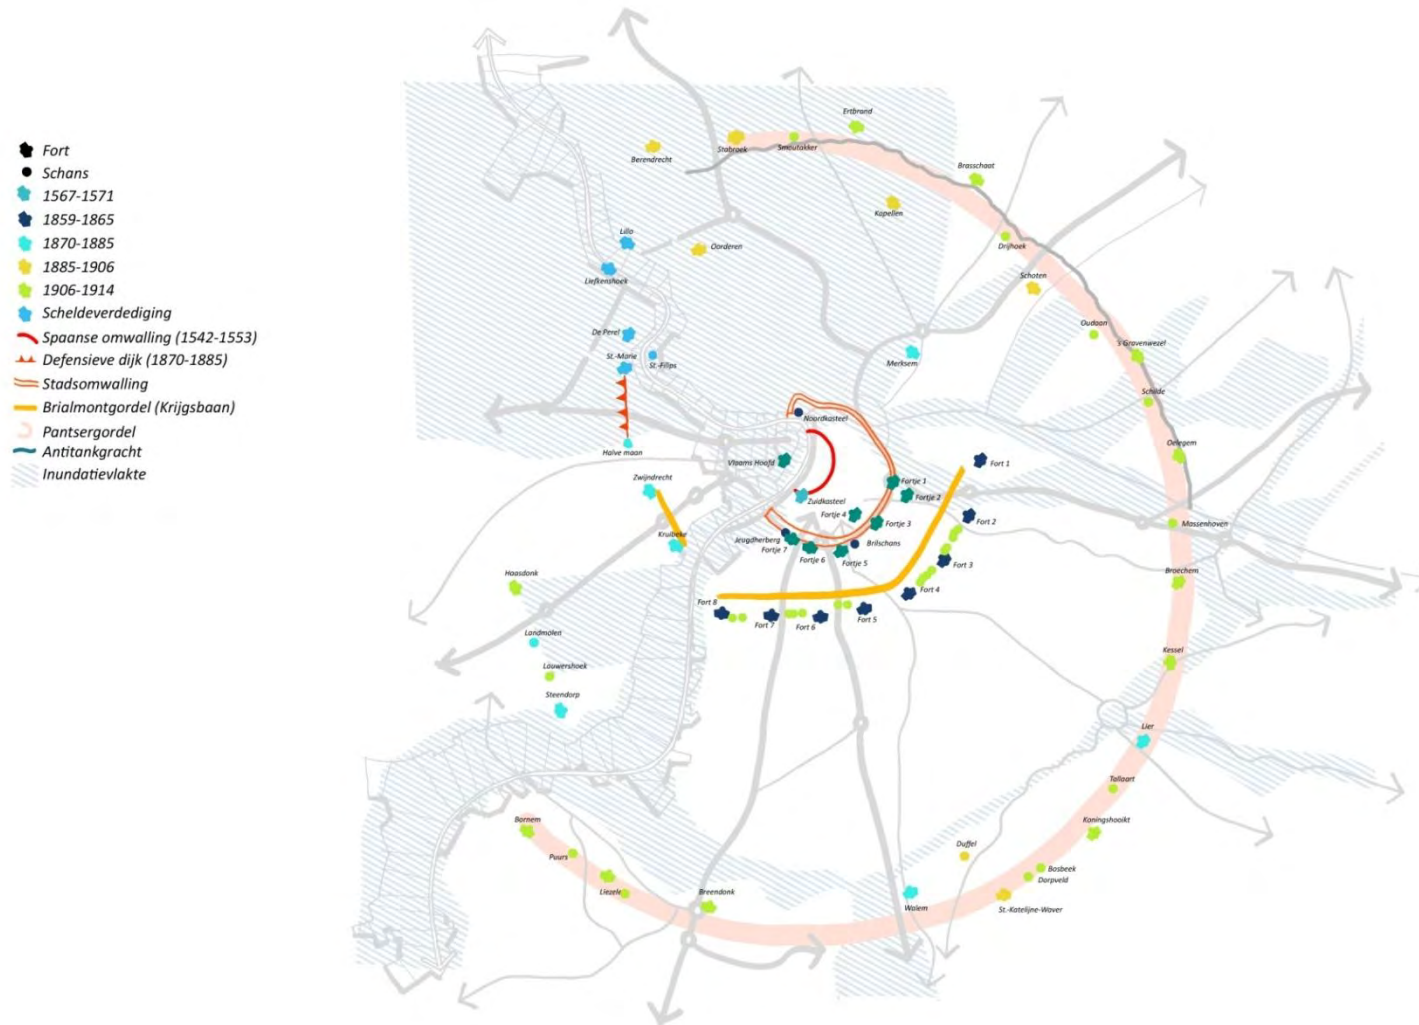 Fort
Schans
1567-1571
1859-1865
1870-1885
1885-1906
1906-1914
Scheldeverdediging
Spaanse omwalling (1542-1553)
Defensieve dijk (1870-1885)
Stadsomwalling
Brialmontgordel (Krijgsbaan)
Pantsergordel
Antitankgracht
Inundatievlakte
Ertbrand
Stabroek
Smoutakker
Berendrecht
Brasschaat
Kapellen
Lillo
Oorderen
Drijhoek
Liefkenshoek
Schoten
De Perel
Oudaan
's Gravenwezel
St.-Marie
St.-Filips
Merksem
Schilde
Noordkasteel
Oelegem
Halve maan
Vlaams Hoofd
Fort 1
Zwijndrecht
Fortje 1
Fortje 2
Zuidkasteel
Fortje 4
Fortje 3
Fort 2
Massenhoven
Kruibeke
Jeugdherberg
Fortje 7
Brilschans
Fortje 6
Fortje 5
Fort 3
Haasdonk
Broechem
Fort 4
Fort 8
Fort 7
Fort 6
Fort 5
Landmolen
Kessel
Lauwershoek
Steendorp
Lier
Tallaart
Bornem
Koningshooikt
Puurs
Duffel
Bosbeek
Dorpveld
Liezele
Breendonk
Walem
St.-Katelijne-Waver